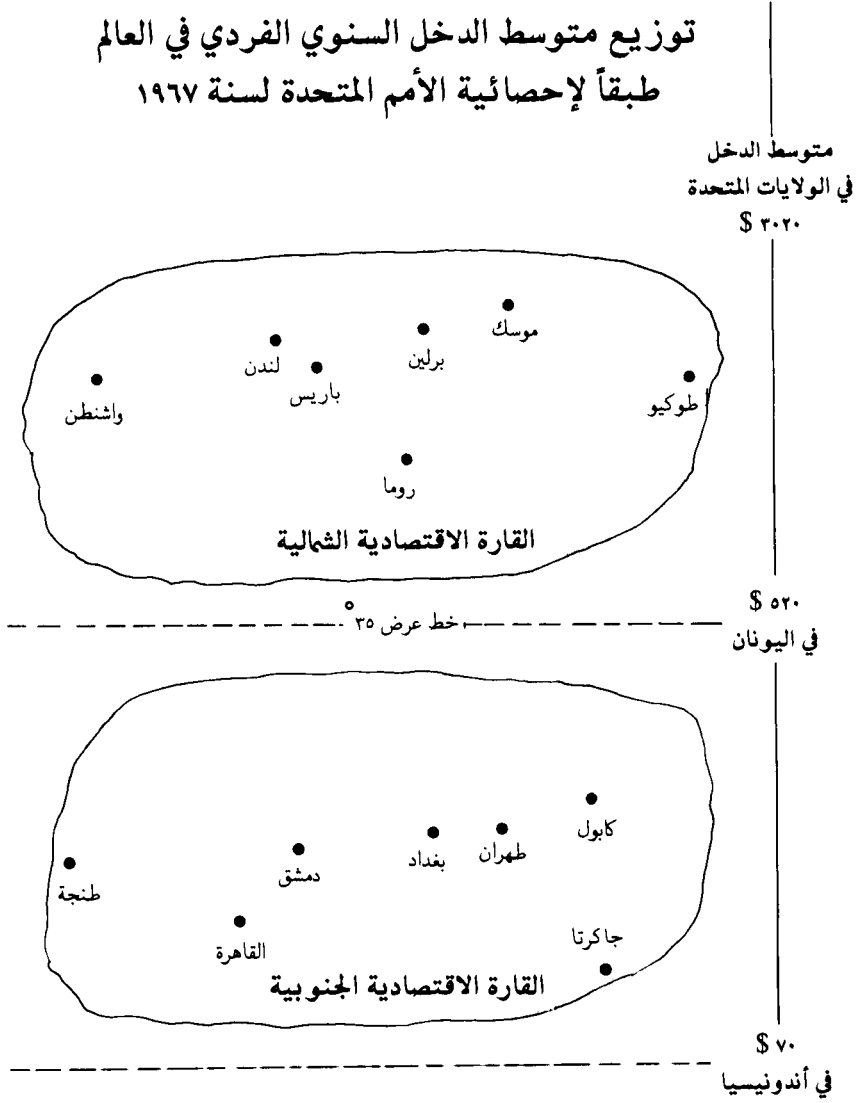 توزيع متوسط الدخل السنوي الفردي في العالم
طبقاً لإحصائية الأمم المتحدة لسنة ١٩٦٧
متوسط الدخل
في الولايات المتحدة
$ ٣٠٢٠
موسك
برلين
لندن
باريس
طوكيو
واشنطن
روما
القارة الاقتصادية الشمالية
$ ٥٢٠
خط عرض ٣٥°
في اليونان
كابول
طهران
بغداد
دمشق
طنجة
جاكرتا
القاهرة
القارة الاقتصادية الجنوبية
$ ٧٠
في أندونيسيا